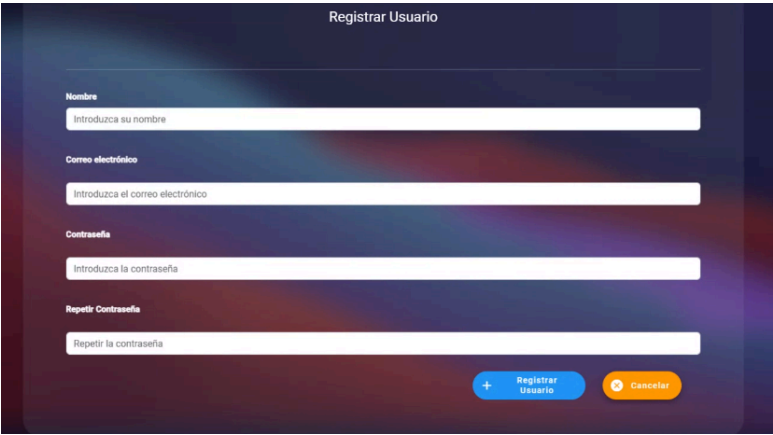 Registrar Usuario
Nombre
Introduzca su nombre
Correo electrónico
Introduzca el correo electrónico
Contraseña
Introduzca la contraseña
Repetir Contraseña
Repetir la contraseña
Registrar
Usuario
Cancelar